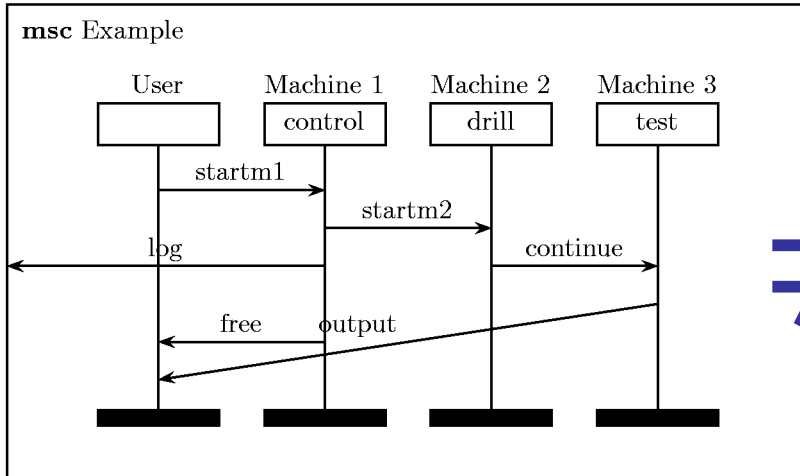 msc Example
User Machine 1 Machine 2 Machine 3
control drill test
startm1
startm2
log continue
free output